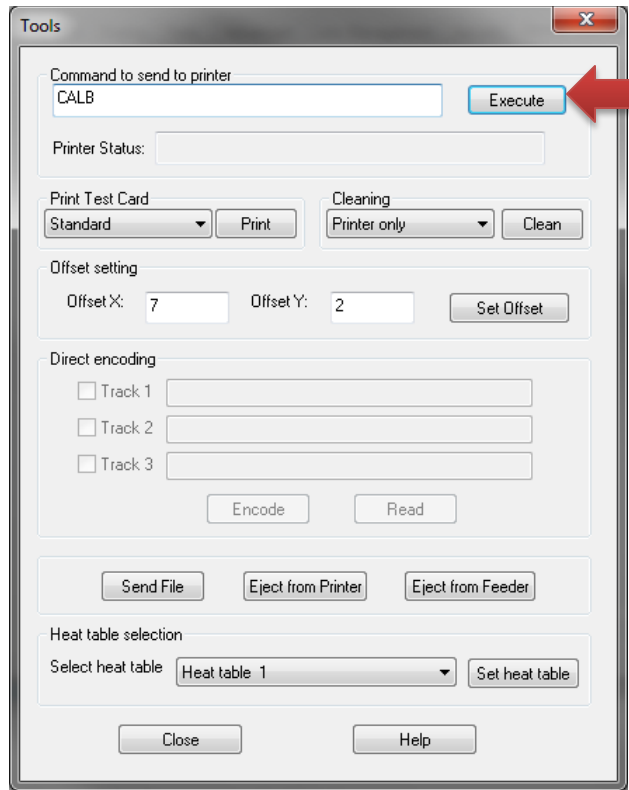 Tools
Command to send to printer
CALB
Execute
Printer Status:
Print Test Card
Standard
Print
Cleaning
Printer only
Clean
Offset setting
Offset X: 7 Offset Y: 2 Set Offset
Direct encoding
Track 1
Track 2
Track 3
Encode Read
Send File Eject from Printer Eject from Feeder
Heat table selection
Select heat table Heat table 1 Set heat table
Close Help